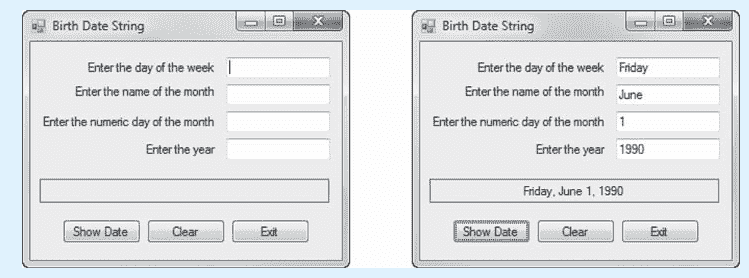 Birth Date String
Enter the day of the week
Enter the name of the month
Enter the numeric day of the month
Enter the year
Show Date Clear Exit
Birth Date String
Enter the day of the week Friday
Enter the name of the month June
Enter the numeric day of the month 1
Enter the year 1990
Friday, June 1, 1990
Show Date Clear Exit